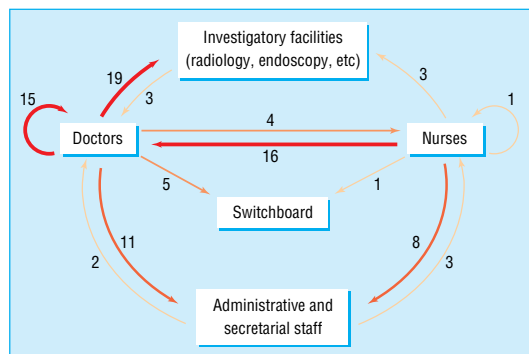 Investigatory facilities
(radiology, endoscopy, etc)
19
3
3
15
1
Doctors
4
Nurses
16
5
1
Switchboard
11
8
2
3
Administrative and
secretarial staff